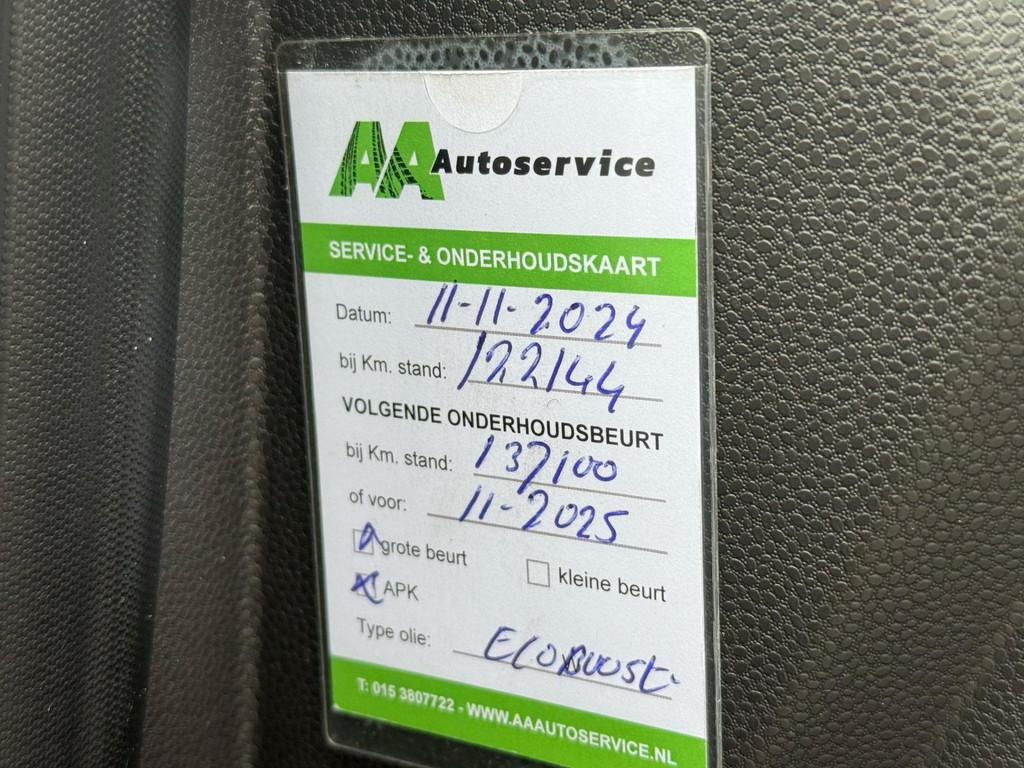 AA Autoservice
SERVICE- & ONDERHOUDSKAART
Datum: 11-11-2024
bij Km. stand: 122144
VOLGENDE ONDERHOUDSBEURT
bij Km. stand: 137100
of voor: 11-2025
grote beurt kleine beurt
APK
Type olie: ECOBOOST.
T: 015 3807722 - WWW.AAAUTOSERVICE.NL